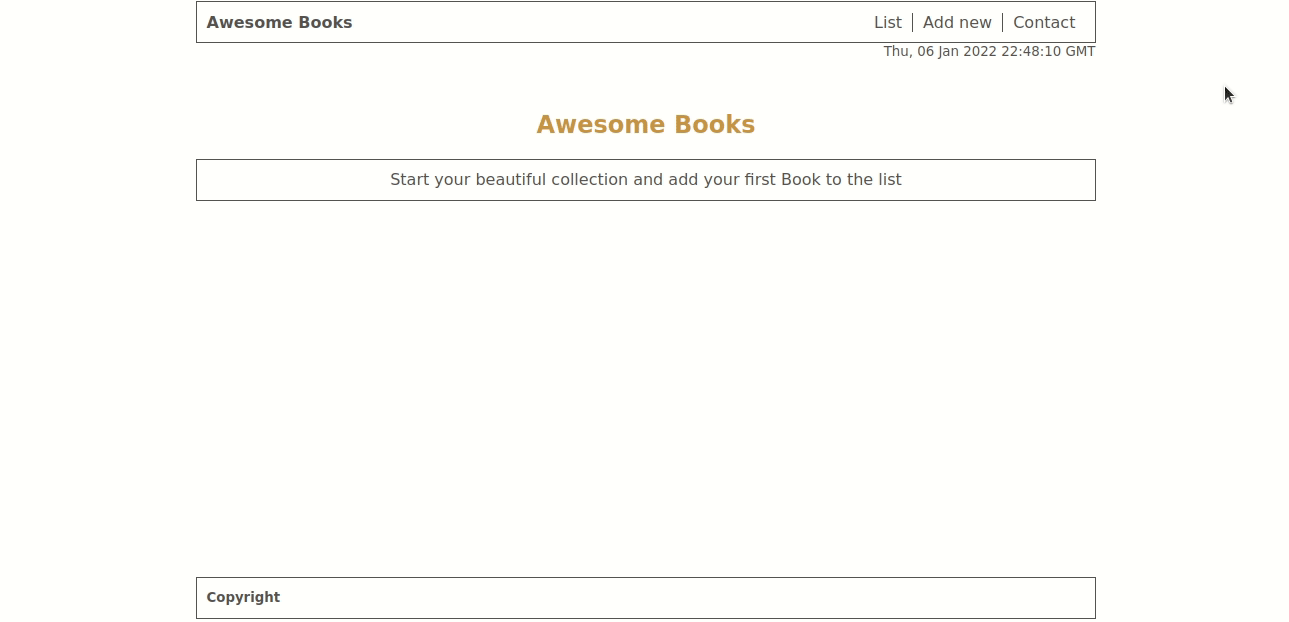 Awesome Books List Add new Contact
Thu, 06 Jan 2022 22:48:10 GMT
Awesome Books
Start your beautiful collection and add your first Book to the list
Copyright